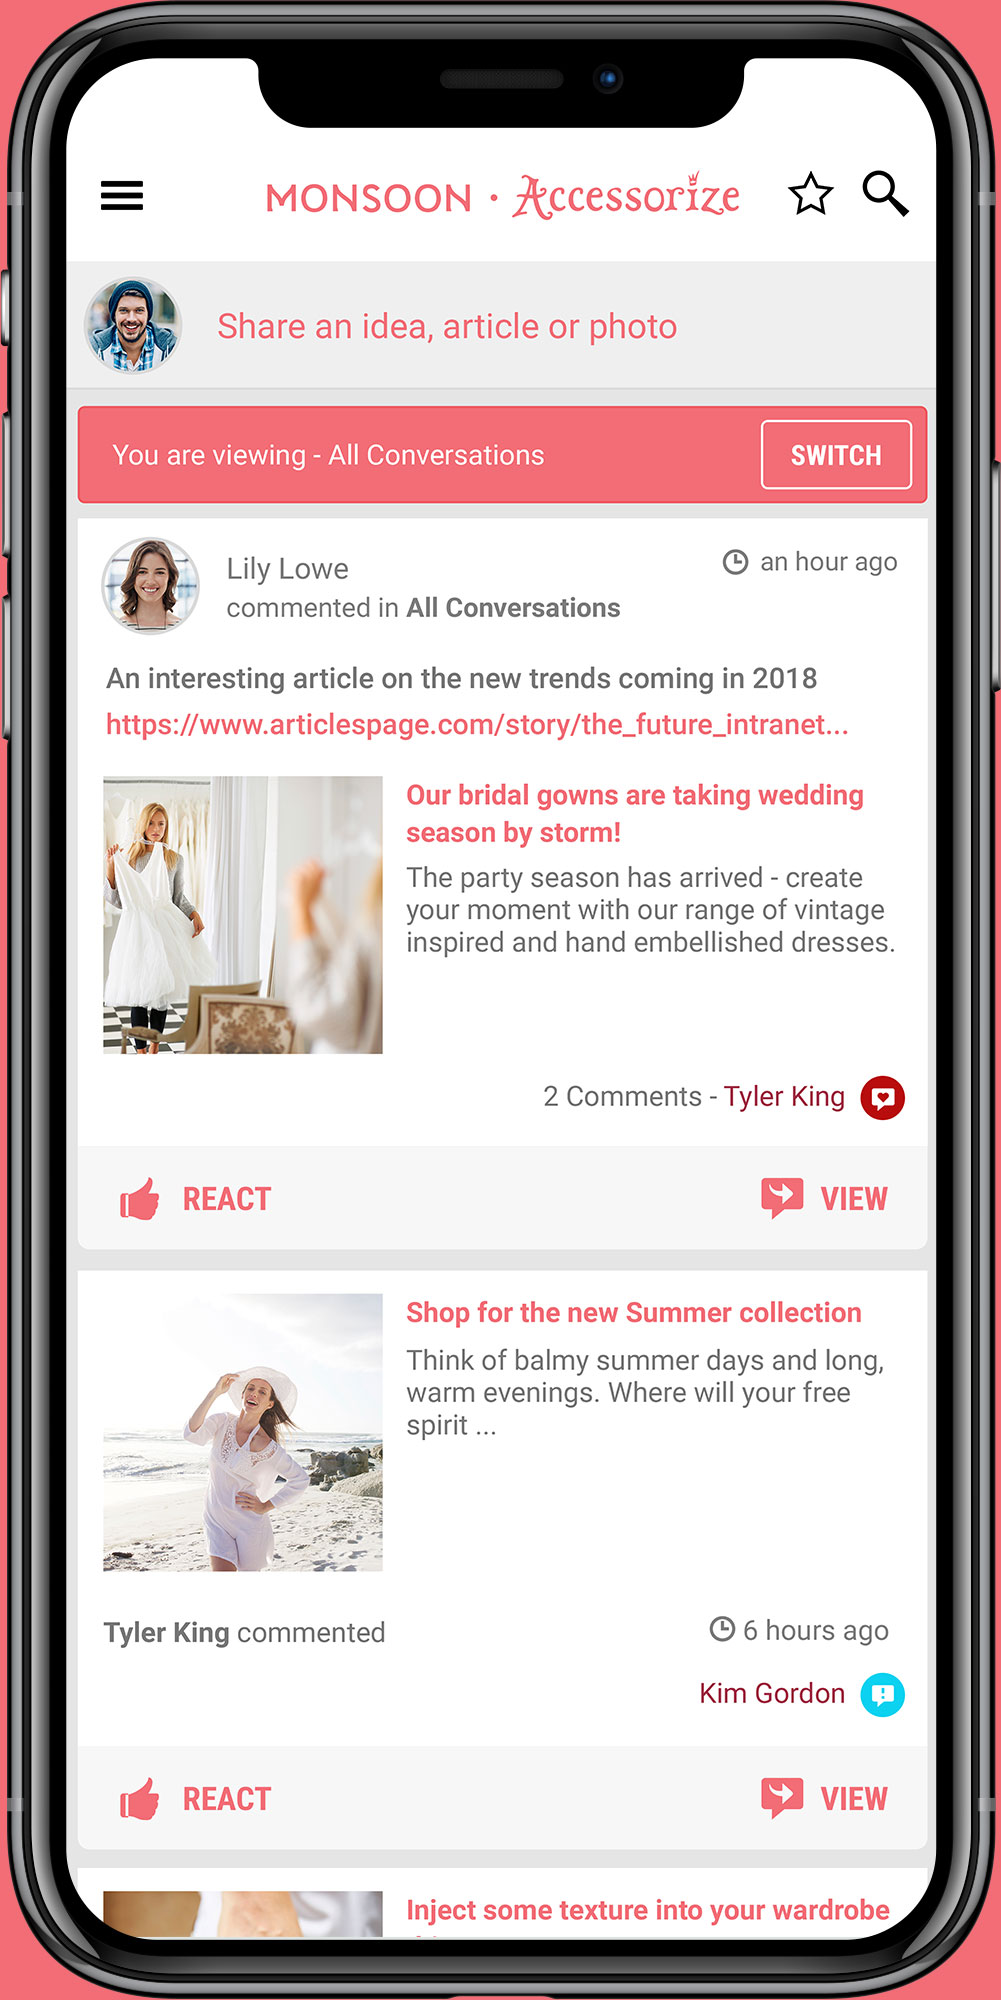 MONSOON · Accessorize
Share an idea, article or photo
You are viewing - All Conversations
SWITCH
Lily Lowe
an hour ago
commented in All Conversations
An interesting article on the new trends coming in 2018
https://www.articlespage.com/story/the_future_intranet...
Our bridal gowns are taking wedding
season by storm!
The party season has arrived - create
your moment with our range of vintage
inspired and hand embellished dresses.
2 Comments - Tyler King
REACT
VIEW
Shop for the new Summer collection
Think of balmy summer days and long,
warm evenings. Where will your free
spirit ...
Tyler King commented
6 hours ago
Kim Gordon
REACT
VIEW
Inject some texture into your wardrobe